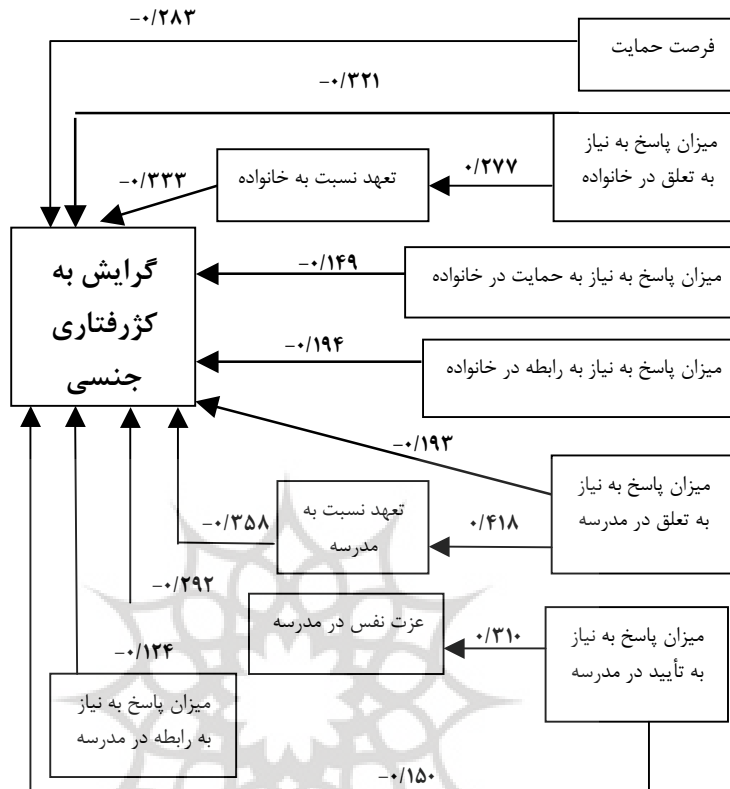 -۰/۲۸۳
فرصت حمایت
-۰/۳۲۱
میزان پاسخ به نیاز
به تعلق در خانواده
۰/۲۷۷
تعهد نسبت به خانواده
-۰/۳۳۳
گرایش به
کژرفتاری
جنسی
-۰/۱۴۹
میزان پاسخ به نیاز به حمایت در خانواده
-۰/۱۹۴
میزان پاسخ به نیاز به رابطه در خانواده
-۰/۱۹۳
میزان پاسخ به نیاز
به تعلق در مدرسه
۰/۴۱۸
تعهد نسبت به
مدرسه
-۰/۳۵۸
-۰/۲۹۲
عزت نفس در مدرسه
۰/۳۱۰
میزان پاسخ به نیاز
به تأیید در مدرسه
-۰/۱۲۴
میزان پاسخ به نیاز
به رابطه در مدرسه
-۰/۱۵۰